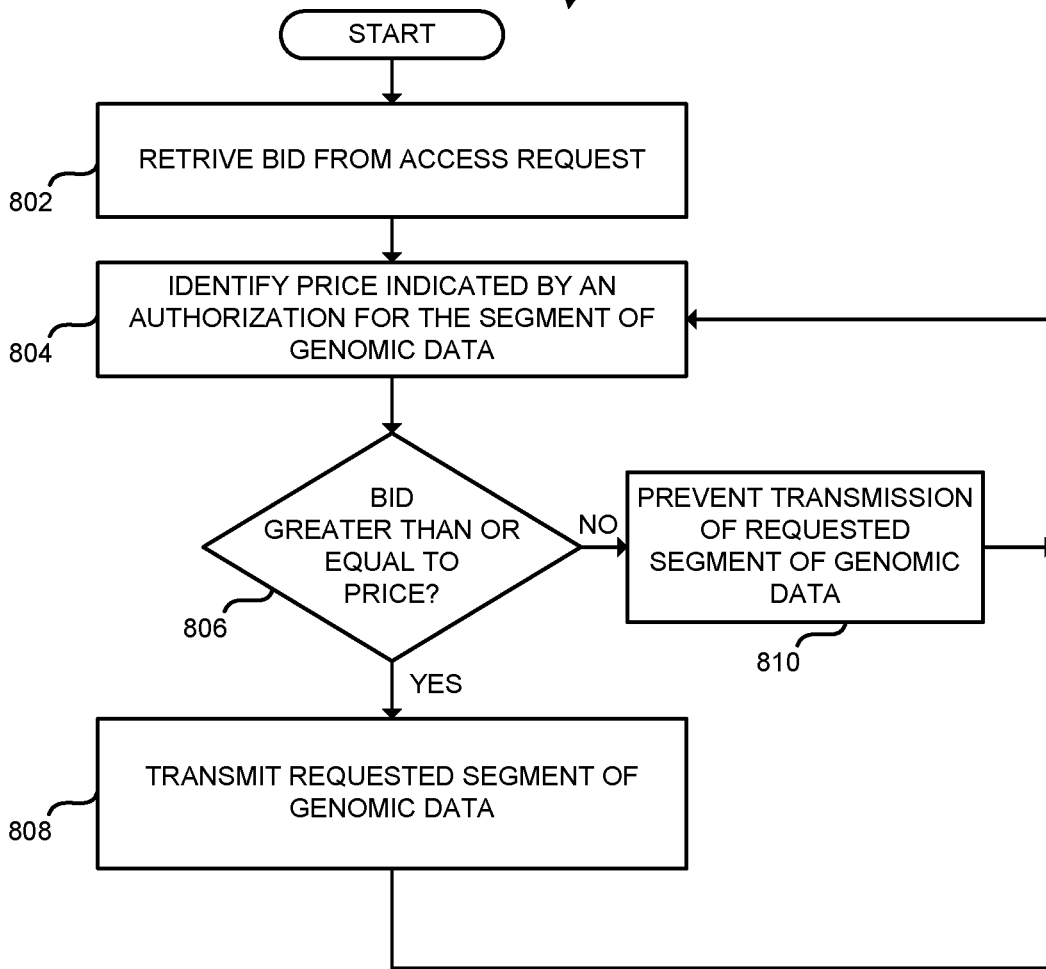 START
RETRIVE BID FROM ACCESS REQUEST
802
IDENTIFY PRICE INDICATED BY AN
AUTHORIZATION FOR THE SEGMENT OF
GENOMIC DATA
804
BID
GREATER THAN OR
EQUAL TO
PRICE?
806
NO
PREVENT TRANSMISSION
OF REQUESTED
SEGMENT OF GENOMIC
DATA
810
YES
TRANSMIT REQUESTED SEGMENT OF
GENOMIC DATA
808